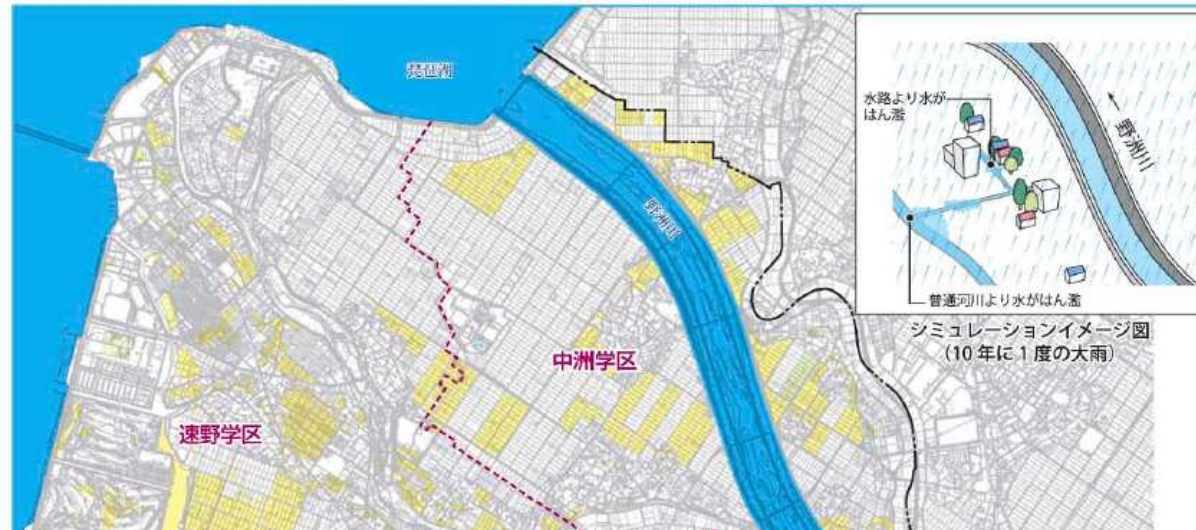 琵琶湖
野洲川
中洲学区
速野学区
水路より水が
はん濫
野洲川
普通河川より水がはん濫
シミュレーションイメージ図
(10年に1度の大雨)